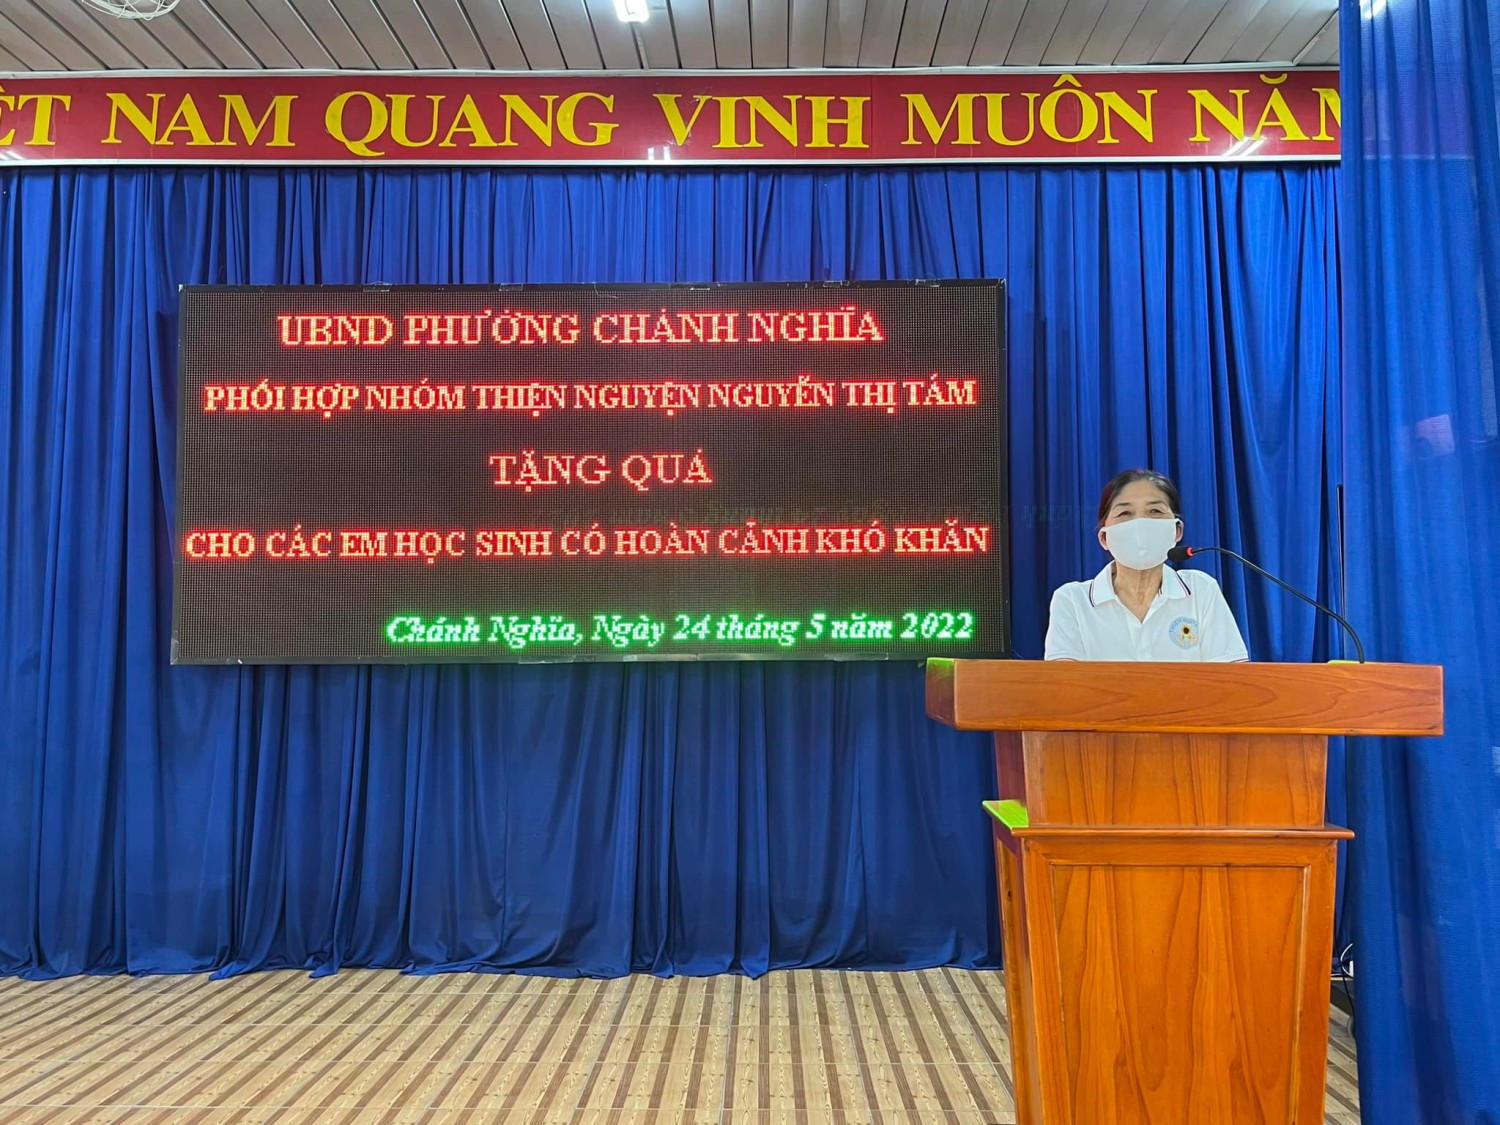 ỆT NAM QUANG VINH MUÔN NĂM
UBND PHƯỜNG CHÁNH NGHĨA
PHỐI HỢP NHÓM THIỆN NGUYỆN NGUYỄN THỊ TÁM
TẶNG QUÀ
CHO CÁC EM HỌC SINH CÓ HOÀN CẢNH KHÓ KHĂN
Chánh Nghĩa, Ngày 24 tháng 5 năm 2022